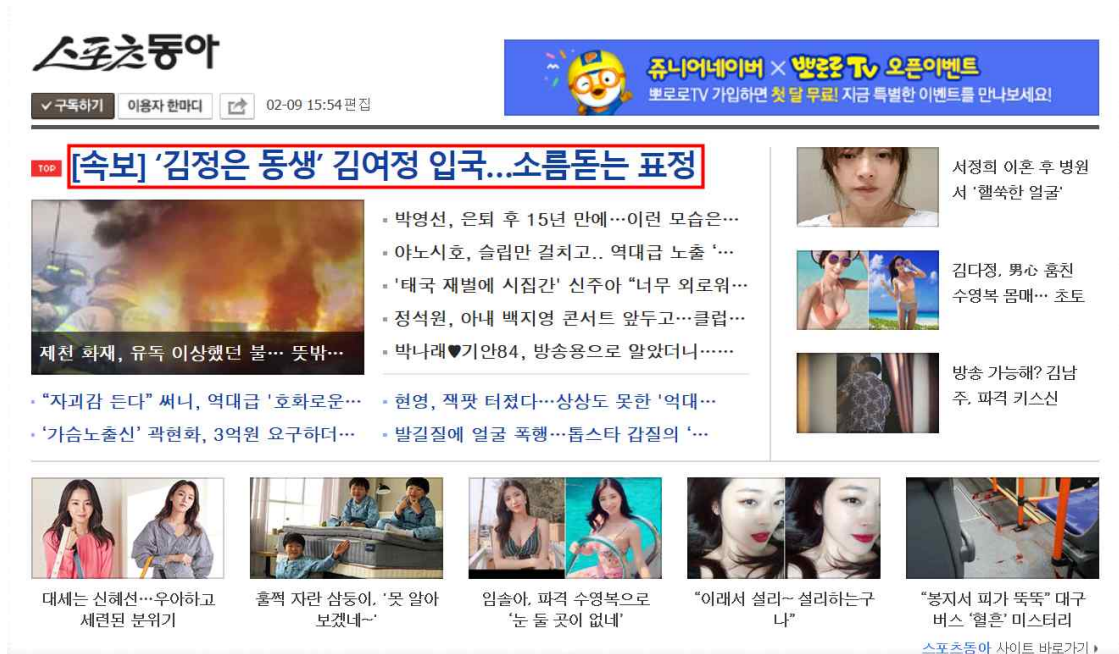 스포츠동아
쥬니어네이버 × 뽀로로 Tv 오픈이벤트
뽀로로TV 가입하면 첫 달 무료! 지금 특별한 이벤트를 만나보세요!
구독하기 이용자 한마디 02-09 15:54 편집
TOP [속보] ‘김정은 동생’ 김여정 입국...소름돋는 표정
제천 화재, 유독 이상했던 불… 뜻밖…
“자괴감 든다” 써니, 역대급 '호화로운…
‘가슴노출신’ 곽현화, 3억원 요구하더…
박영선, 은퇴 후 15년 만에…이런 모습은…
야노시호, 슬립만 걸치고.. 역대급 노출 ‘…
'태국 재벌에 시집간' 신주아 “너무 외로워…
정석원, 아내 백지영 콘서트 앞두고…클럽…
박나래♥기안84, 방송용으로 알았더니……
현영, 잭팟 터졌다…상상도 못한 '억대…
발길질에 얼굴 폭행…톱스타 갑질의 ‘…
서정희 이혼 후 병원
서 '핼쑥한 얼굴'
김다정, 男心 훔친
수영복 몸매… 초토
방송 가능해? 김남
주, 파격 키스신
대세는 신혜선…우아하고
세련된 분위기
훌쩍 자란 삼둥이, '못 알아
보겠네~'
임솔아, 파격 수영복으로
‘눈 둘 곳이 없네’
“이래서 설리~ 설리하는구
나”
“봉지서 피가 뚝뚝” 대구
버스 ‘혈흔’ 미스터리
스포츠동아 사이트 바로가기